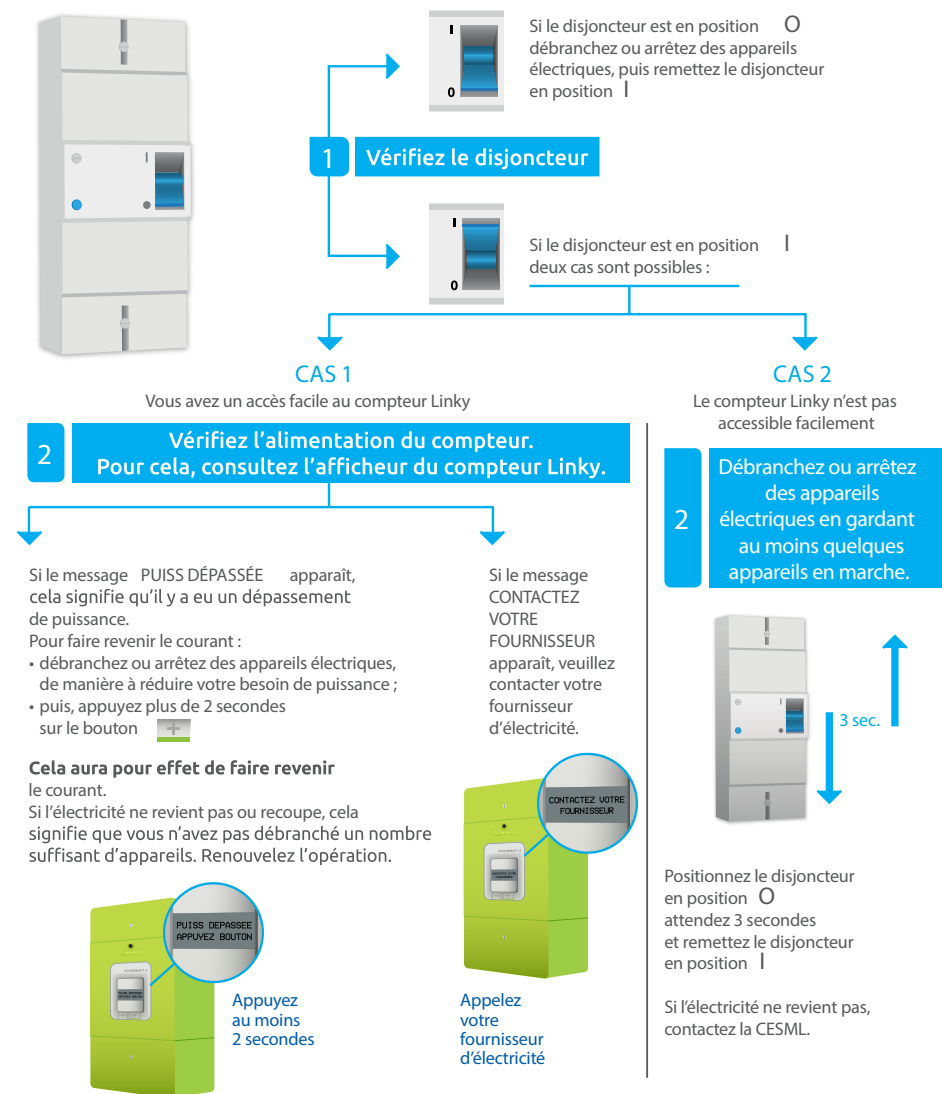 Si le disjoncteur est en position O
débranchez ou arrêtez des appareils
électriques, puis remettez le disjoncteur
en position I
I
0
1 Vérifiez le disjoncteur
I
I
0
Si le disjoncteur est en position I
deux cas sont possibles :
CAS 1
Vous avez un accès facile au compteur Linky
2
Vérifiez l'alimentation du compteur.
Pour cela, consultez l'afficheur du compteur Linky.
Si le message PUISS DÉPASSÉE apparaît,
cela signifie qu'il y a eu un dépassement
de puissance.
Pour faire revenir le courant :
• débranchez ou arrêtez des appareils électriques,
de manière à réduire votre besoin de puissance ;
• puis, appuyez plus de 2 secondes
sur le bouton +
Cela aura pour effet de faire revenir
le courant.
Si l'électricité ne revient pas ou recoupe, cela
signifie que vous n'avez pas débranché un nombre
suffisant d'appareils. Renouvelez l'opération.
PUISS DEPASSEE
APPUYEZ BOUTON
Appuyez
au moins
2 secondes
Si le message
CONTACTEZ
VOTRE
FOURNISSEUR
apparaît, veuillez
contacter votre
fournisseur
d'électricité.
CONTACTEZ VOTRE
FOURNISSEUR
Appelez
votre
fournisseur
d'électricité
CAS 2
Le compteur Linky n'est pas
accessible facilement
2
Débranchez ou arrêtez
des appareils
électriques en gardant
au moins quelques
appareils en marche.
3 sec.
Positionnez le disjoncteur
en position O
attendez 3 secondes
et remettez le disjoncteur
en position I
Si l'électricité ne revient pas,
contactez la CESML.